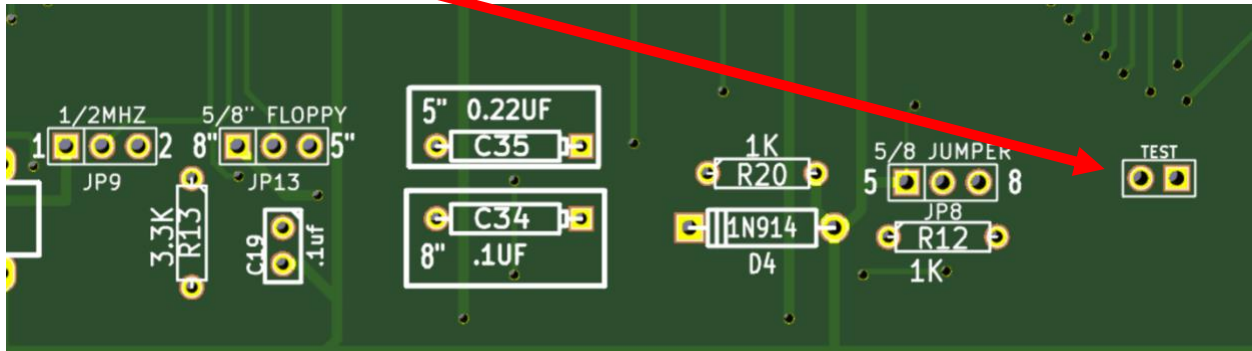 1/2MHZ
1 2
JP9
5/8'' FLOPPY
8" 5"
JP13
3.3K
R13
C19
.1uf
5" 0.22UF
C35
C34
8" .1UF
1K
R20
1N914
D4
5/8 JUMPER
5 8
JP8
R12
1K
TEST